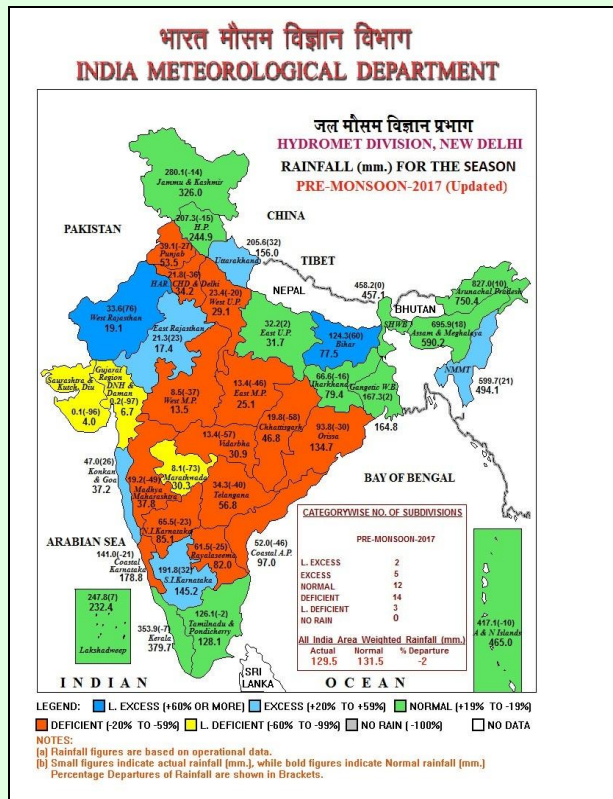 भारत मौसम विज्ञान विभाग
INDIA METEOROLOGICAL DEPARTMENT
जल मौसम विज्ञान प्रभाग
HYDROMET DIVISION, NEW DELHI
RAINFALL (mm.) FOR THE SEASON
PRE-MONSOON-2017 (Updated)
280.1(-14)
Jammu & Kashmir
326.0
207.3(-15)
H.P.
244.9
PAKISTAN
CHINA
39.1(-27)
Punjab
53.5
205.6(32)
Uttarakhand
156.0
TIBET
21.8(-36)
HAR. CHD & Delhi
34.2
23.4(-20)
West U.P.
29.1
NEPAL
458.2(0)
457.1
SHWB
BHUTAN
827.0(10)
Arunachal Pradesh
750.4
33.6(76)
West Rajasthan
19.1
East Rajasthan
21.3(23)
17.4
32.2(2)
East U.P.
31.7
124.3(60)
Bihar
77.5
695.9(18)
Assam & Meghalaya
590.2
NMMT
599.7(21)
494.1
Saurashtra &
Kutch, Diu
0.1(-96)
4.0
Gujarat
Region
DNH &
Daman
0.2(-97)
6.7
8.5(-37)
West M.P.
13.5
13.4(-46)
East M.P.
25.1
66.6(-16)
Jharkhand
79.4
Gangetic W.B.
167.3(2)
164.8
19.8(-58)
Chhattisgarh
46.8
93.8(-30)
Orissa
134.7
13.4(-57)
Vidarbha
30.9
47.0(26)
Konkan
& Goa
37.2
8.1(-73)
Marathwada
30.3
19.2(-49)
Madhya
Maharashtra
37.8
34.3(-40)
Telangana
56.8
BAY OF BENGAL
ARABIAN SEA
65.5(-23)
N.I.Karnataka
85.1
61.5(-25)
Rayalaseema
82.0
52.0(-46)
Coastal A.P.
97.0
141.0(-21)
Coastal
Karnataka
178.8
191.8(32)
S.I.Karnataka
145.2
247.8(7)
232.4
Lakshadweep
353.9(-7)
Kerala
379.7
126.1(-2)
Tamilnadu &
Pondicherry
128.1
417.1(-10)
A & N Islands
465.0
CATEGORYWISE NO. OF SUBDIVISIONS
PRE-MONSOON-2017
L. EXCESS 2
EXCESS 5
NORMAL 12
DEFICIENT 14
L. DEFICIENT 3
NO RAIN 0
All India Area Weighted Rainfall (mm.)
Actual Normal % Departure
129.5 131.5 -2
SRI
LANKA
INDIAN OCEAN
LEGEND: L. EXCESS (+60% OR MORE) EXCESS (+20% TO +59%) NORMAL (+19% TO -19%)
DEFICIENT (-20% TO -59%) L. DEFICIENT (-60% TO -99%) NO RAIN (-100%) NO DATA
NOTES:
(a) Rainfall figures are based on operational data.
(b) Small figures indicate actual rainfall (mm.), while bold figures indicate Normal rainfall (mm.)
Percentage Departures of Rainfall are shown in Brackets.